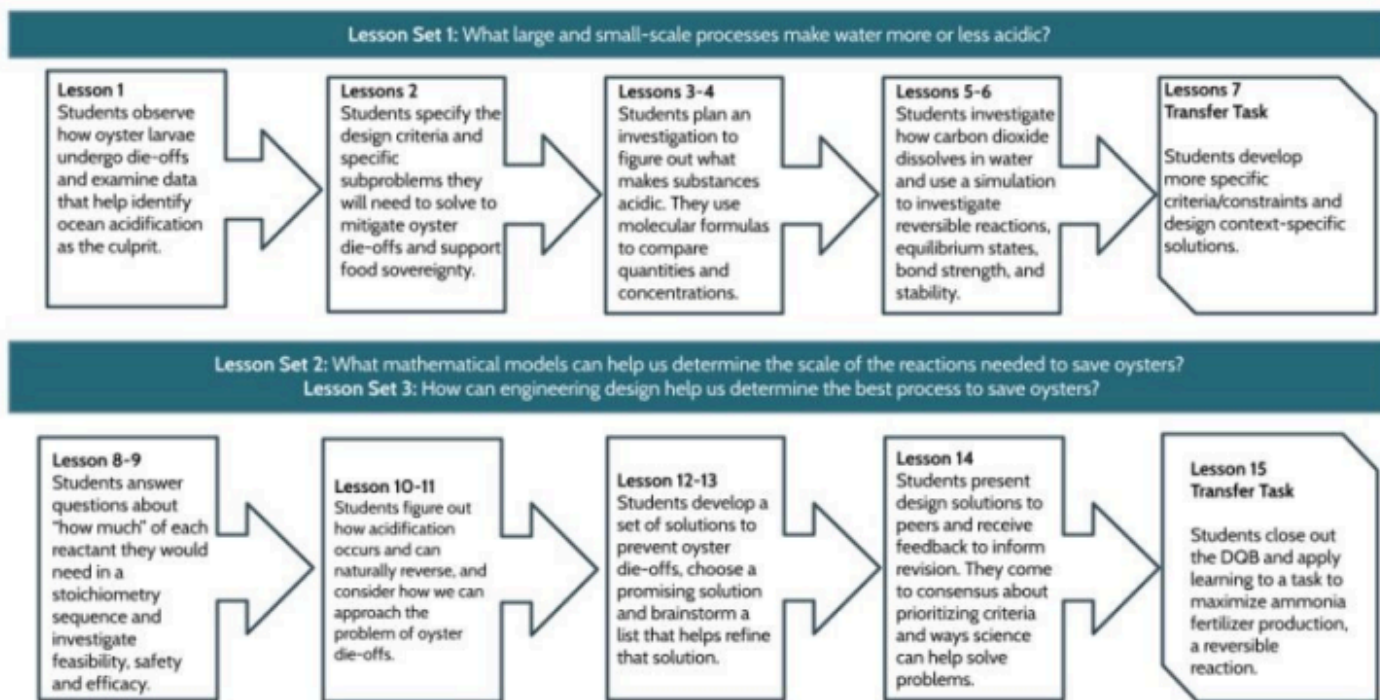 Lesson Set 1: What large and small-scale processes make water more or less acidic?
Lesson 1
Students observe
how oyster larvae
undergo die-offs
and examine data
that help identify
ocean acidification
as the culprit.
Lessons 2
Students specify the
design criteria and
specific
subproblems they
will need to solve to
mitigate oyster
die-offs and support
food sovereignty.
Lessons 3-4
Students plan an
investigation to
figure out what
makes substances
acidic. They use
molecular formulas
to compare
quantities and
concentrations.
Lessons 5-6
Students investigate
how carbon dioxide
dissolves in water
and use a simulation
to investigate
reversible reactions,
equilibrium states,
bond strength, and
stability.
Lessons 7
Transfer Task
Students develop
more specific
criteria/constraints and
design context-specific
solutions.
Lesson Set 2: What mathematical models can help us determine the scale of the reactions needed to save oysters?
Lesson Set 3: How can engineering design help us determine the best process to save oysters?
Lesson 8-9
Students answer
questions about
"how much" of each
reactant they would
need in a
stoichiometry
sequence and
investigate
feasibility, safety
and efficacy.
Lesson 10-11
Students figure out
how acidification
occurs and can
naturally reverse, and
consider how we can
approach the
problem of oyster
die-offs.
Lesson 12-13
Students develop a
set of solutions to
prevent oyster
die-offs, choose a
promising solution
and brainstorm a
list that helps refine
that solution.
Lesson 14
Students present
design solutions to
peers and receive
feedback to inform
revision. They come
to consensus about
prioritizing criteria
and ways science
can help solve
problems.
Lesson 15
Transfer Task
Students close out
the DQB and apply
learning to a task to
maximize ammonia
fertilizer production,
a reversible
reaction.